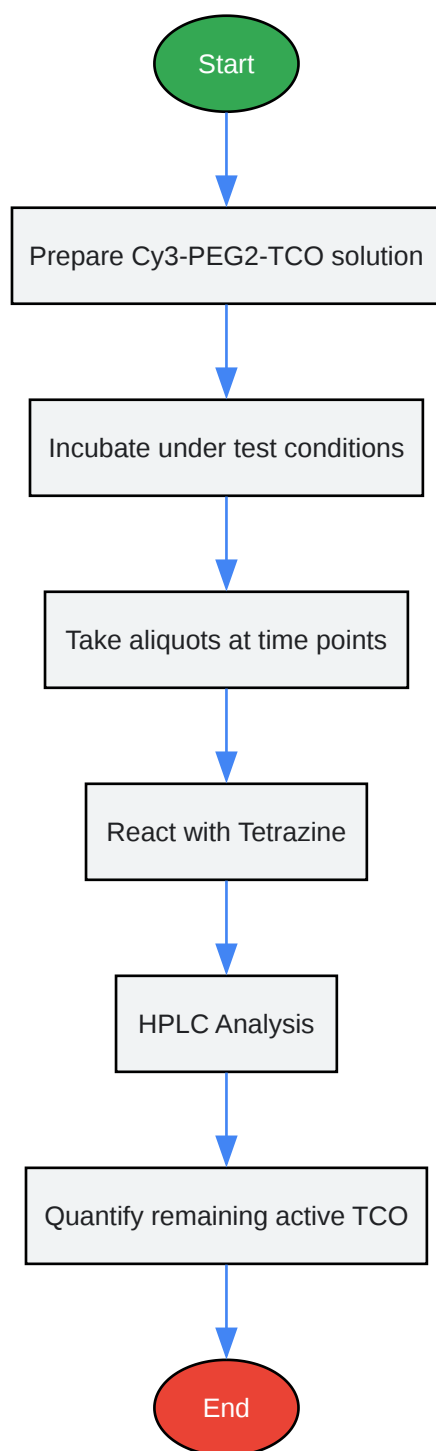 Start
Prepare Cy3-PEG2-TCO solution
Incubate under test conditions
Take aliquots at time points
React with Tetrazine
HPLC Analysis
Quantify remaining active TCO
End